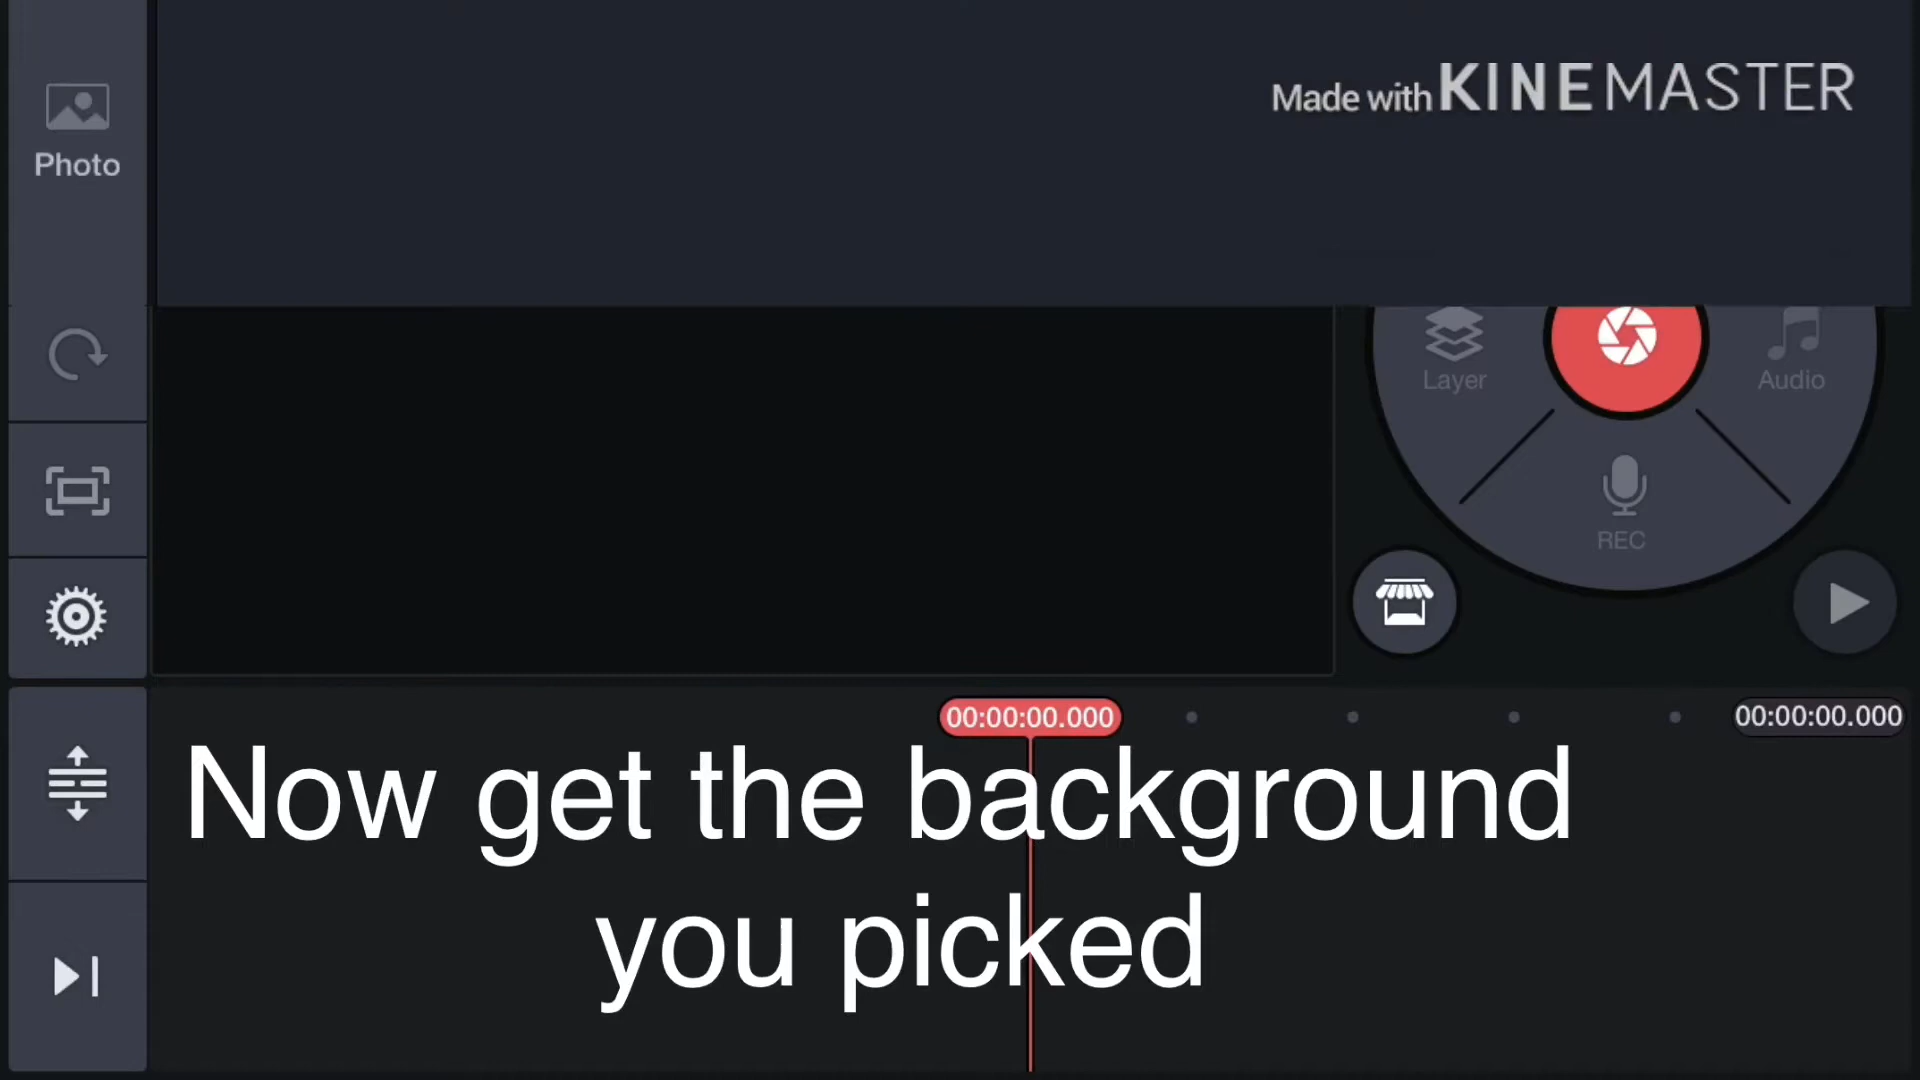 Made with KINEMASTER
Photo
Layer
Audio
REC
00:00:00.000
00:00:00.000
Now get the background
you picked